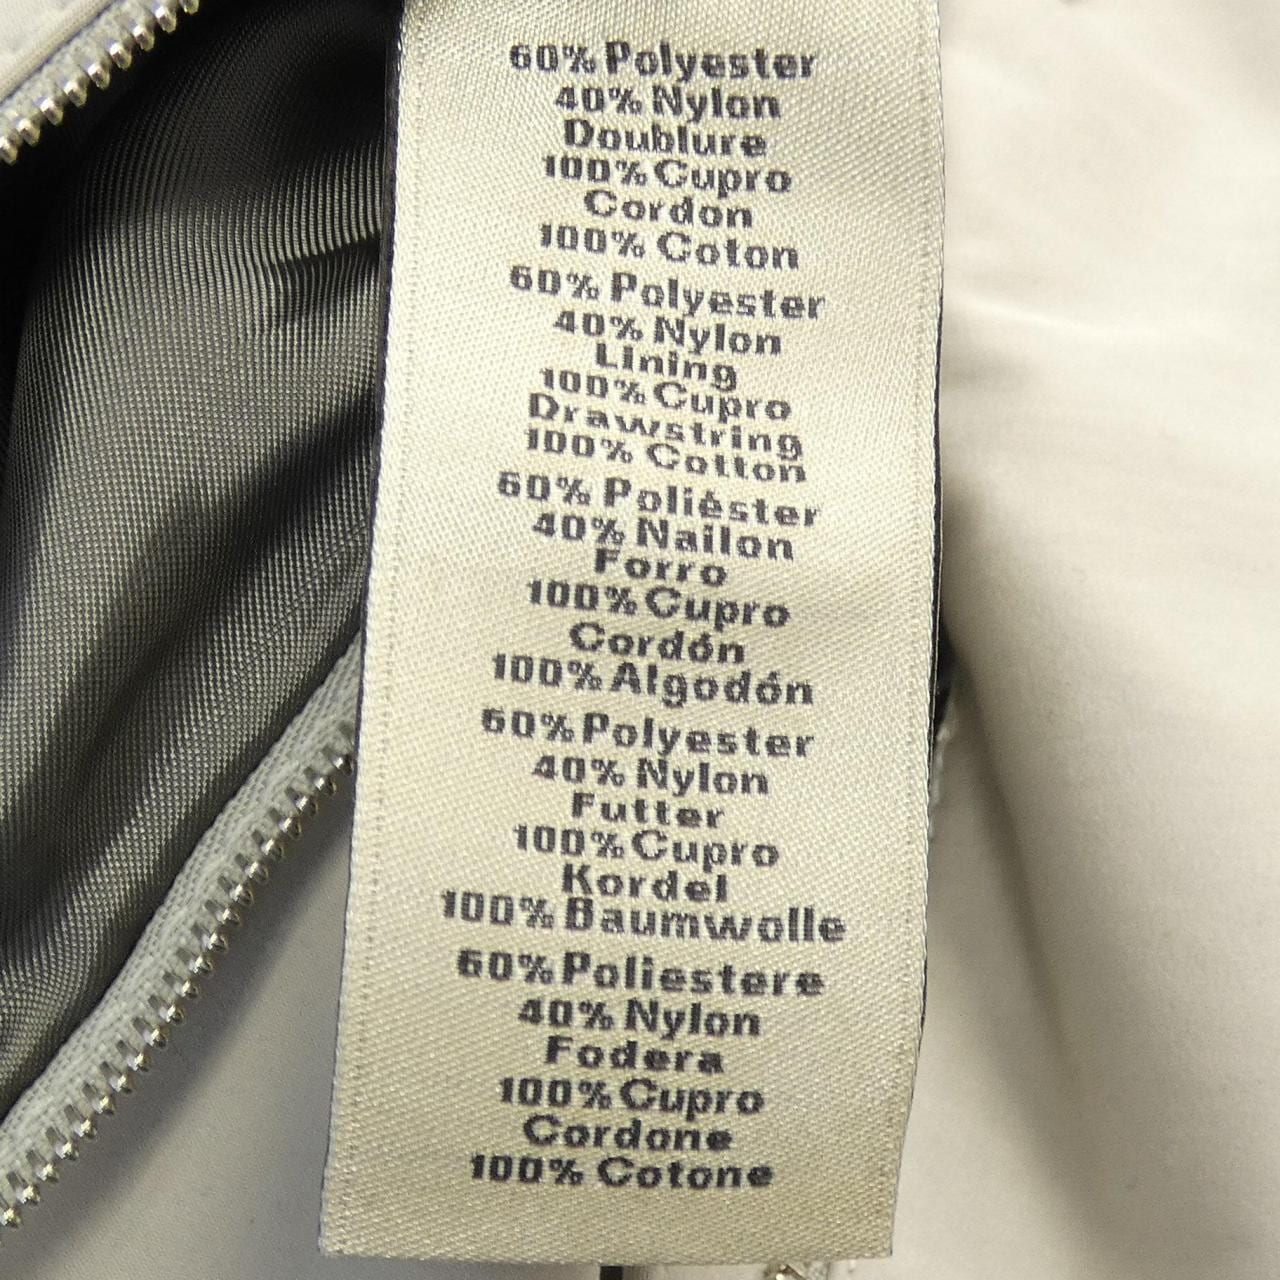 60% Polyester
40% Nylon
Doublure
100% Cupro
Cordon
100% Coton
60% Polyester
40% Nylon
Lining
100% Cupro
Drawstring
100% Cotton
60% Poliéster
40% Nailon
Forro
100% Cupro
Cordón
100% Algodón
60% Polyester
40% Nylon
Futter
100% Cupro
Kordel
100% Baumwolle
60% Poliestere
40% Nylon
Fodera
100% Cupro
Cordone
100% Cotone